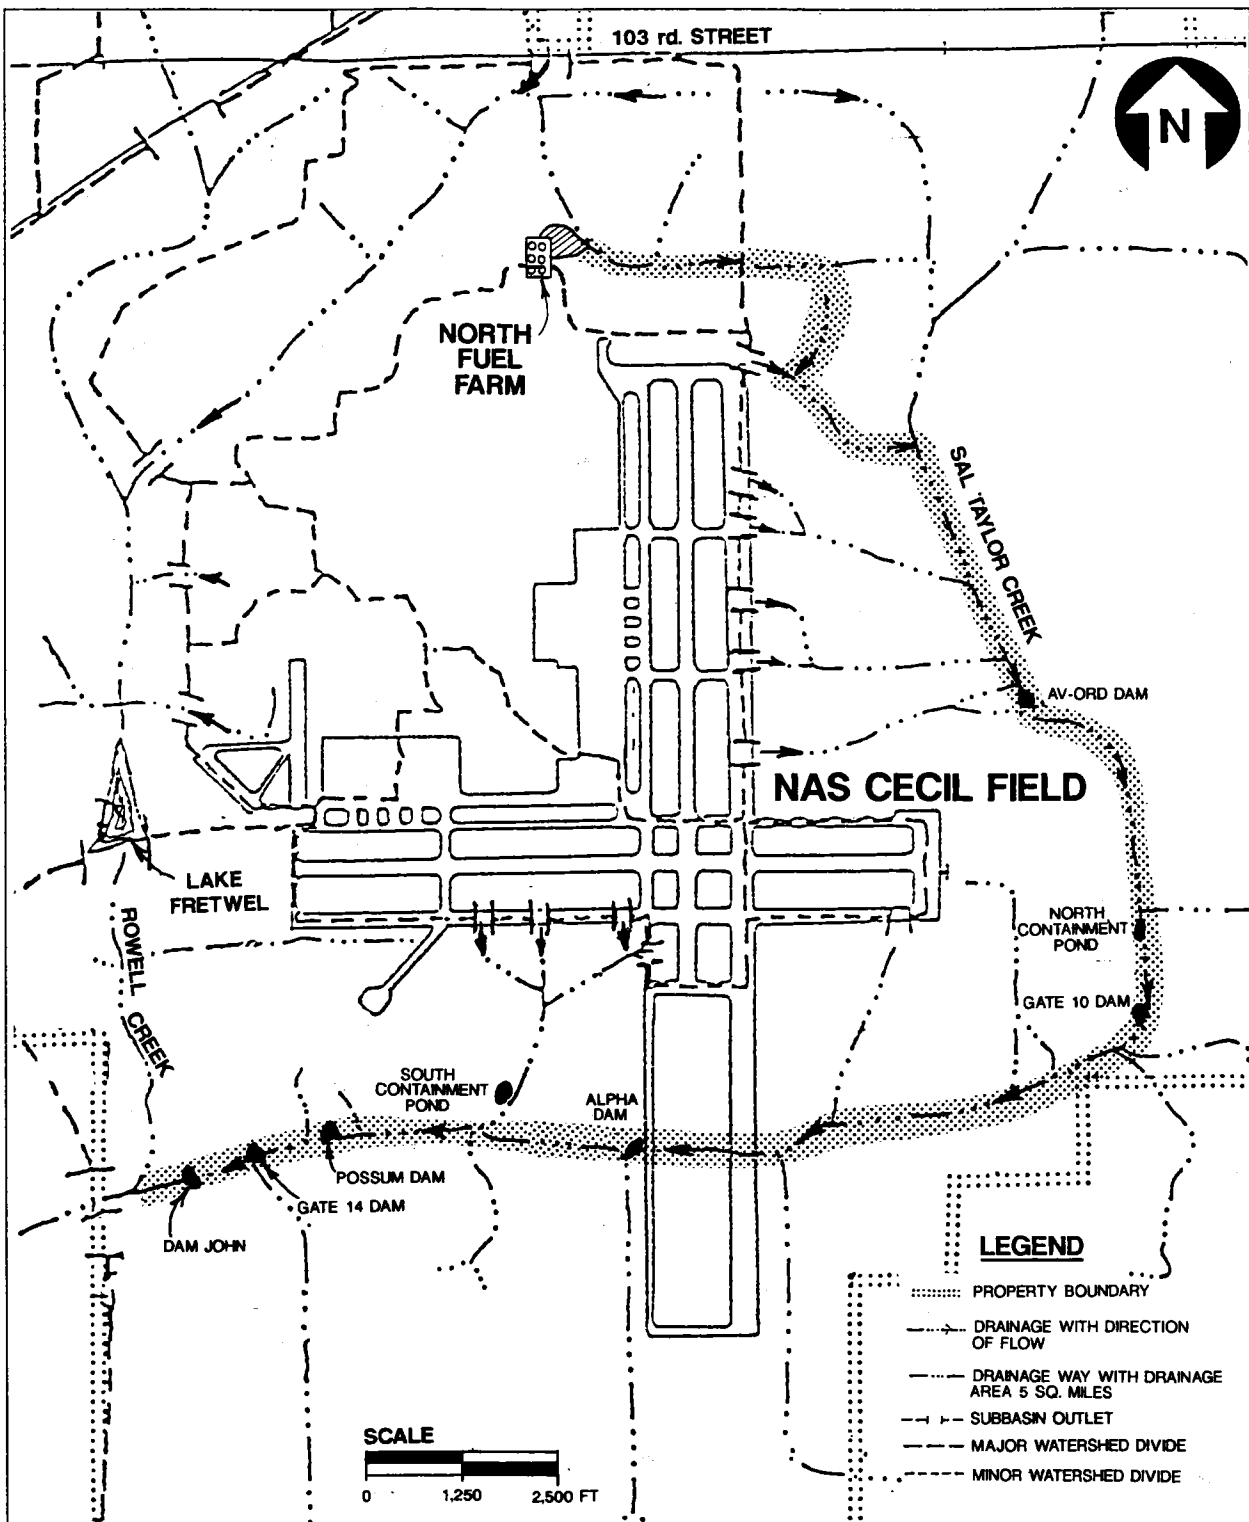 103 rd. STREET
N
NORTH
FUEL
FARM
SAL TAYLOR CREEK
AV-ORD DAM
NAS CECIL FIELD
LAKE
FRETWEL
ROWELL CREEK
NORTH
CONTAINMENT
POND
GATE 10 DAM
SOUTH
CONTAINMENT
POND
ALPHA
DAM
POSSUM DAM
GATE 14 DAM
DAM JOHN
LEGEND
PROPERTY BOUNDARY
DRAINAGE WITH DIRECTION
OF FLOW
DRAINAGE WAY WITH DRAINAGE
AREA 5 SQ. MILES
SUBBASIN OUTLET
MAJOR WATERSHED DIVIDE
MINOR WATERSHED DIVIDE
SCALE
0 1,250 2,500 FT